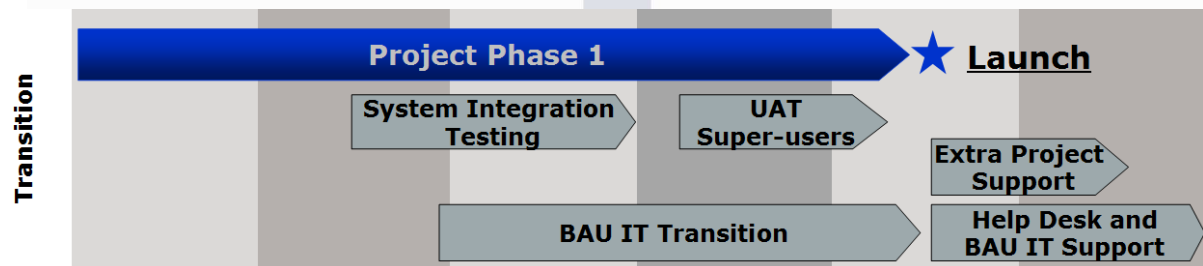 Transition
Project Phase 1
Launch
System Integration
Testing
UAT
Super-users
Extra Project
Support
BAU IT Transition
Help Desk and
BAU IT Support